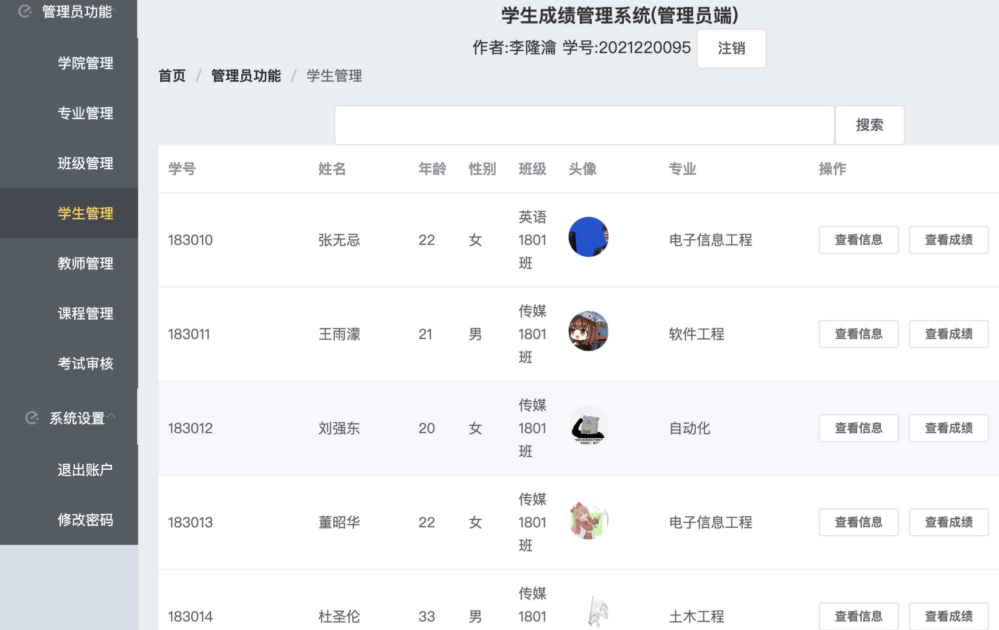 管理员功能
学院管理
专业管理
班级管理
学生管理
教师管理
课程管理
考试审核
系统设置
退出账户
修改密码
学生成绩管理系统(管理员端)
作者:李隆瀹 学号:2021220095 注销
首页 / 管理员功能 / 学生管理
搜索
学号 姓名 年龄 性别 班级 头像 专业 操作
183010 张无忌 22 女 英语1801班 电子信息工程 查看信息 查看成绩
183011 王雨濛 21 男 传媒1801班 软件工程 查看信息 查看成绩
183012 刘强东 20 女 传媒1801班 自动化 查看信息 查看成绩
183013 董昭华 22 女 传媒1801班 电子信息工程 查看信息 查看成绩
183014 杜圣伦 33 男 传媒1801 土木工程 查看信息 查看成绩